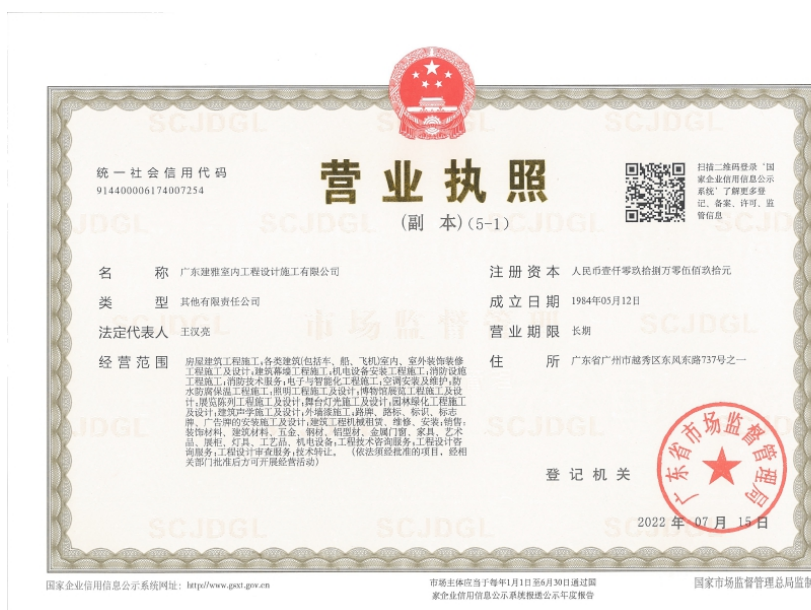 统一社会信用代码
914400006174007254
营业执照
(副 本)(5-1)
扫描二维码登录‘国
家企业信用信息公示
系统’了解更多登
记、备案、许可、监
管信息
名 称 广东建雅室内工程设计施工有限公司
类 型 其他有限责任公司
法定代表人 王汉亮
经营范围 房屋建筑工程施工;各类建筑(包括车、船、飞机)室内、室外装饰装修
工程施工及设计;建筑幕墙工程施工;机电设备安装工程施工;消防设施
工程施工;消防技术服务;电子与智能化工程施工;空调安装及维护;防
水防腐保温工程施工;照明工程施工及设计;博物馆展览工程施工及设
计;展览陈列工程施工及设计;舞台灯光施工及设计;园林绿化工程施工
及设计;建筑声学施工及设计;外墙漆施工;路牌、路标、标识、标志
牌、广告牌的安装施工及设计;建筑工程机械租赁、维修、安装;销售:
装饰材料、建筑材料、五金、钢材、铝型材、金属门窗、家具、艺术
品、展柜、灯具、工艺品、机电设备;工程技术咨询服务;工程设计咨
询服务;工程设计审查服务;技术转让。(依法须经批准的项目,经相
关部门批准后方可开展经营活动)
注册资本 人民币壹仟零玖拾捌万零伍佰玖拾元
成立日期 1984年05月12日
营业期限 长期
住 所 广东省广州市越秀区东风东路737号之一
登记机关
广东省市场监督管理局
2022 年 07 月 15 日
国家企业信用信息公示系统网址:http://www.gsxt.gov.cn
市场主体应当于每年1月1日至6月30日通过国
家企业信用信息公示系统报送公示年度报告
国家市场监督管理总局监制
SCJDGL
市场监督管理